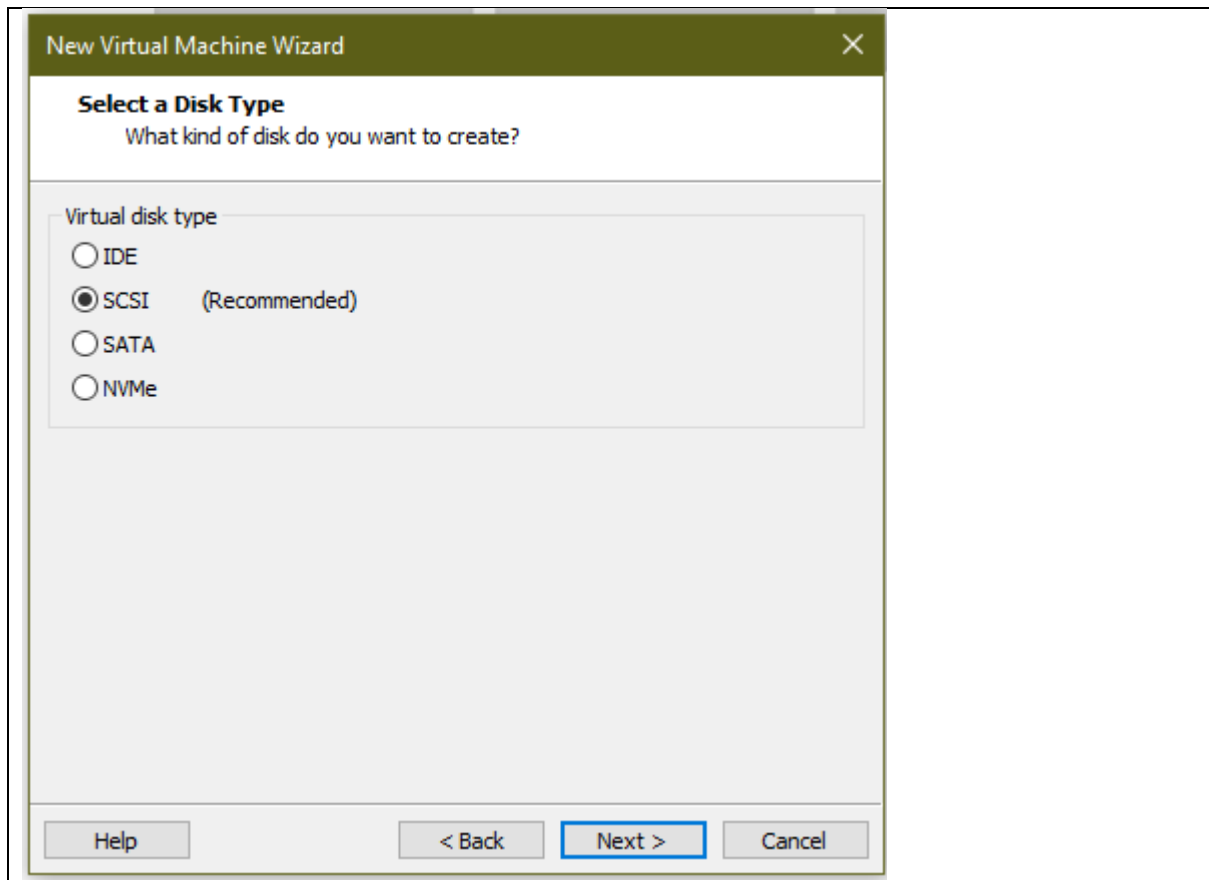 New Virtual Machine Wizard
Select a Disk Type
What kind of disk do you want to create?
Virtual disk type
IDE
SCSI (Recommended)
SATA
NVMe
Help < Back Next > Cancel